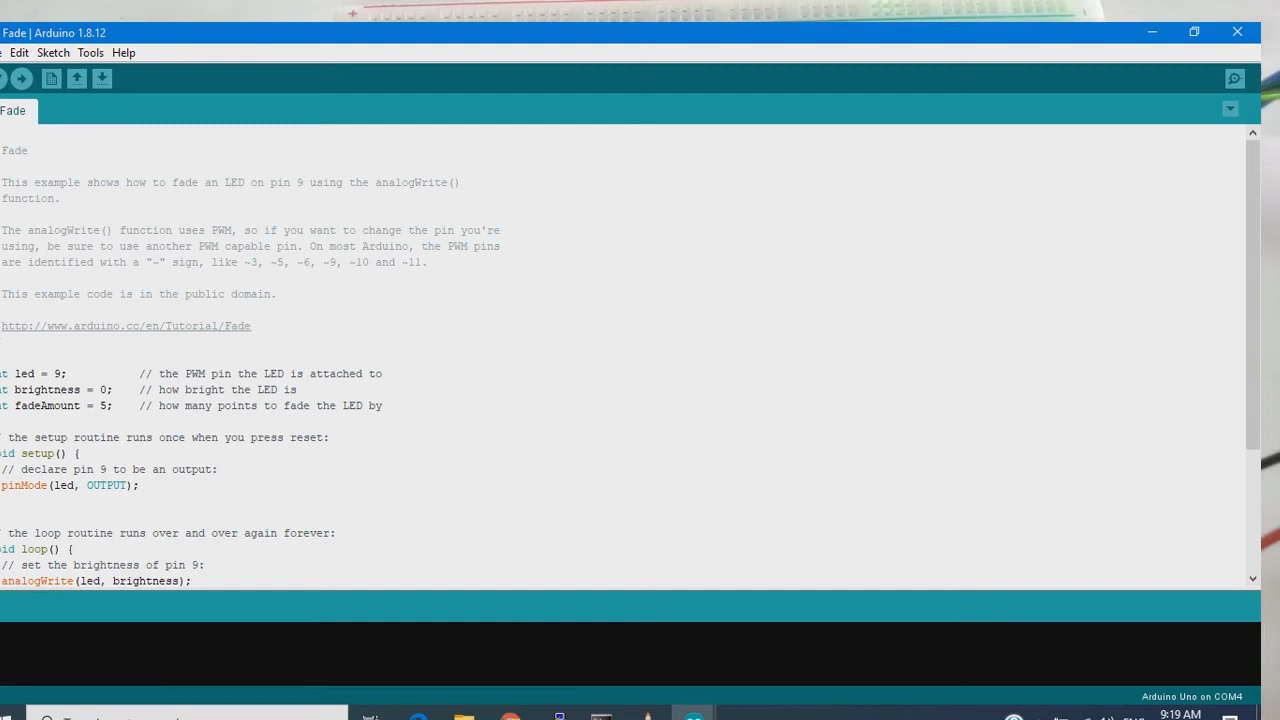 Fade | Arduino 1.8.12
Edit Sketch Tools Help
Fade
Fade
This example shows how to fade an LED on pin 9 using the analogWrite()
function.
The analogWrite() function uses PWM, so if you want to change the pin you're
using, be sure to use another PWM capable pin. On most Arduino, the PWM pins
are identified with a "~" sign, like ~3, ~5, ~6, ~9, ~10 and ~11.
This example code is in the public domain.
http://www.arduino.cc/en/Tutorial/Fade
nt led = 9; // the PWM pin the LED is attached to
nt brightness = 0; // how bright the LED is
nt fadeAmount = 5; // how many points to fade the LED by
/ the setup routine runs once when you press reset:
oid setup() {
// declare pin 9 to be an output:
pinMode(led, OUTPUT);
/ the loop routine runs over and over again forever:
oid loop() {
// set the brightness of pin 9:
analogWrite(led, brightness);
Arduino Uno on COM4
9:19 AM